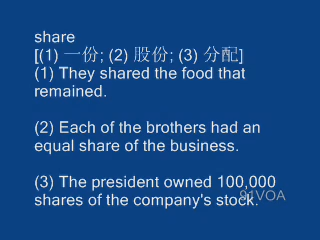 share
[(1) 一份; (2) 股份; (3) 分配]
(1) They shared the food that
remained.
(2) Each of the brothers had an
equal share of the business.
(3) The president owned 100,000
shares of the company's stock.
91VOA